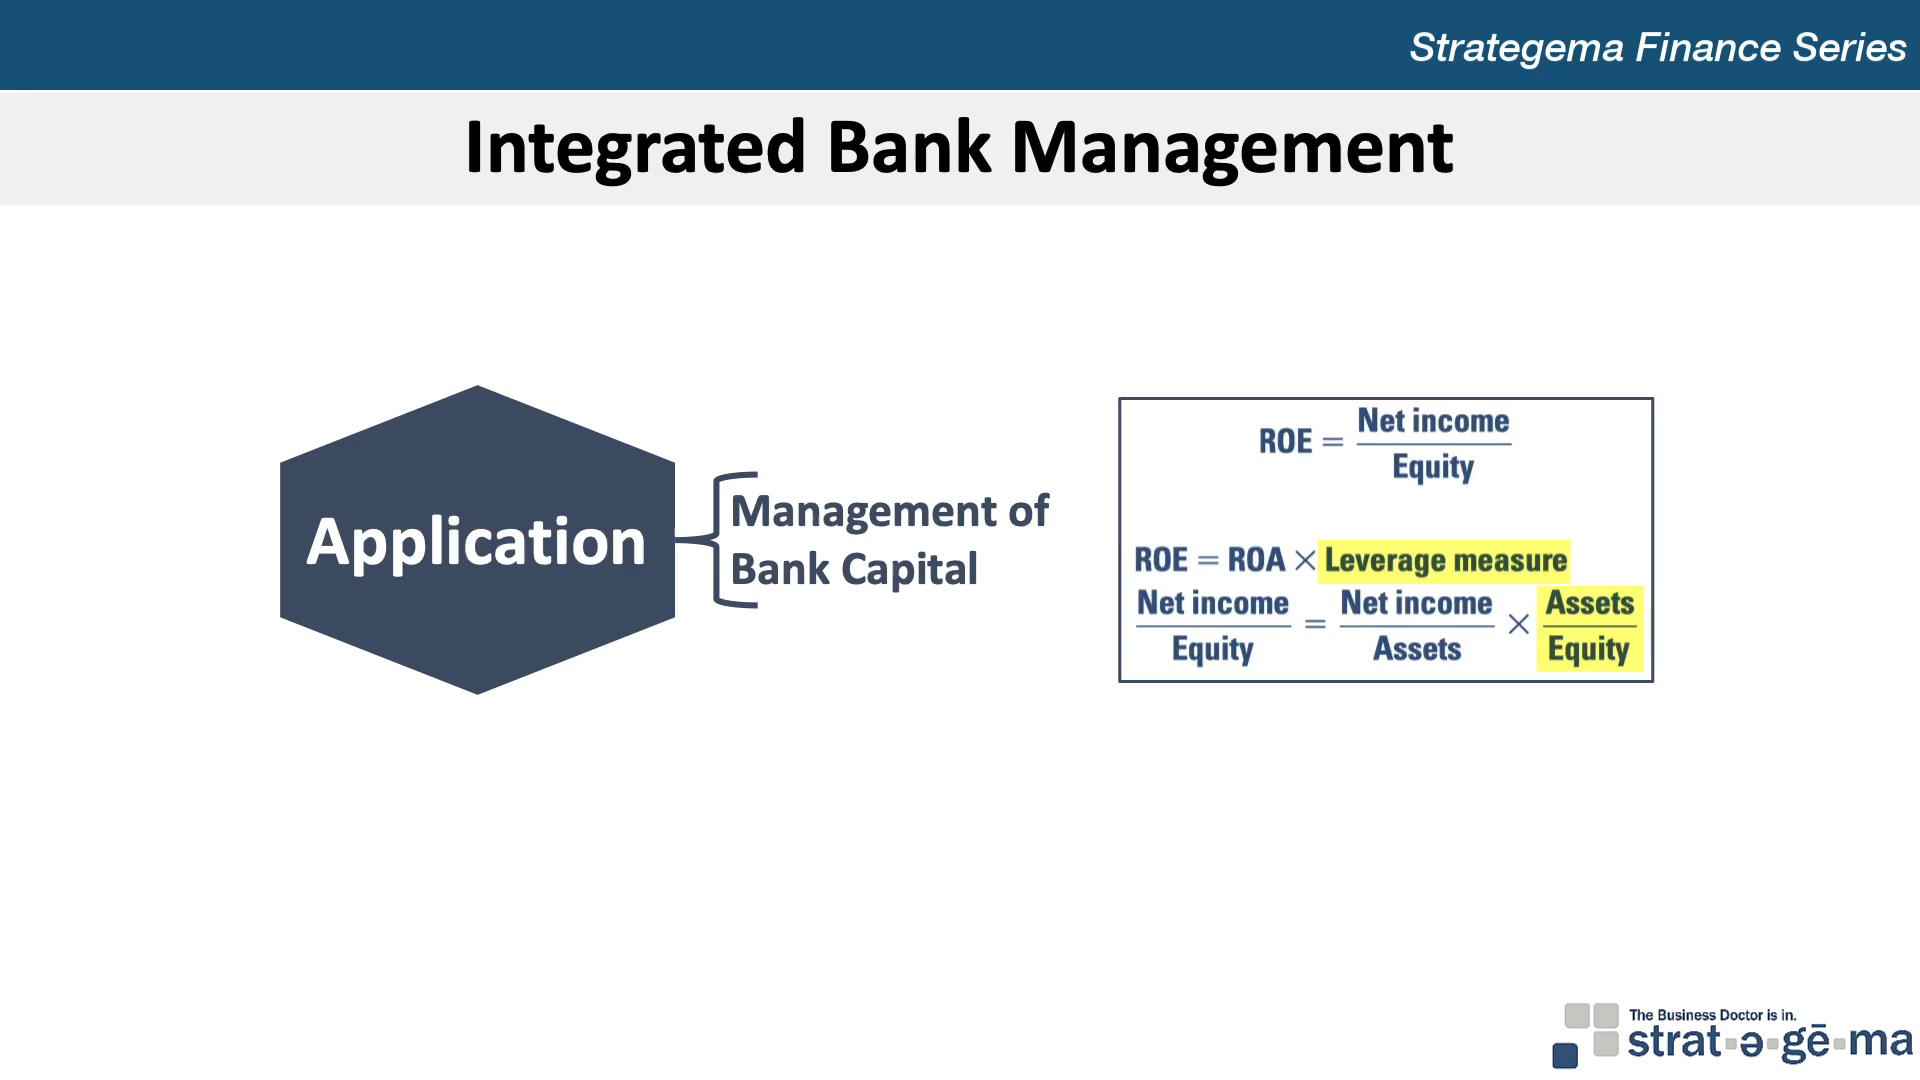 Strategema Finance Series
Integrated Bank Management
Application
Management of
Bank Capital
ROE = Net income / Equity
ROE = ROA × Leverage measure
Net income / Equity = Net income / Assets × Assets / Equity
The Business Doctor is in.
strat-ə-gē-ma